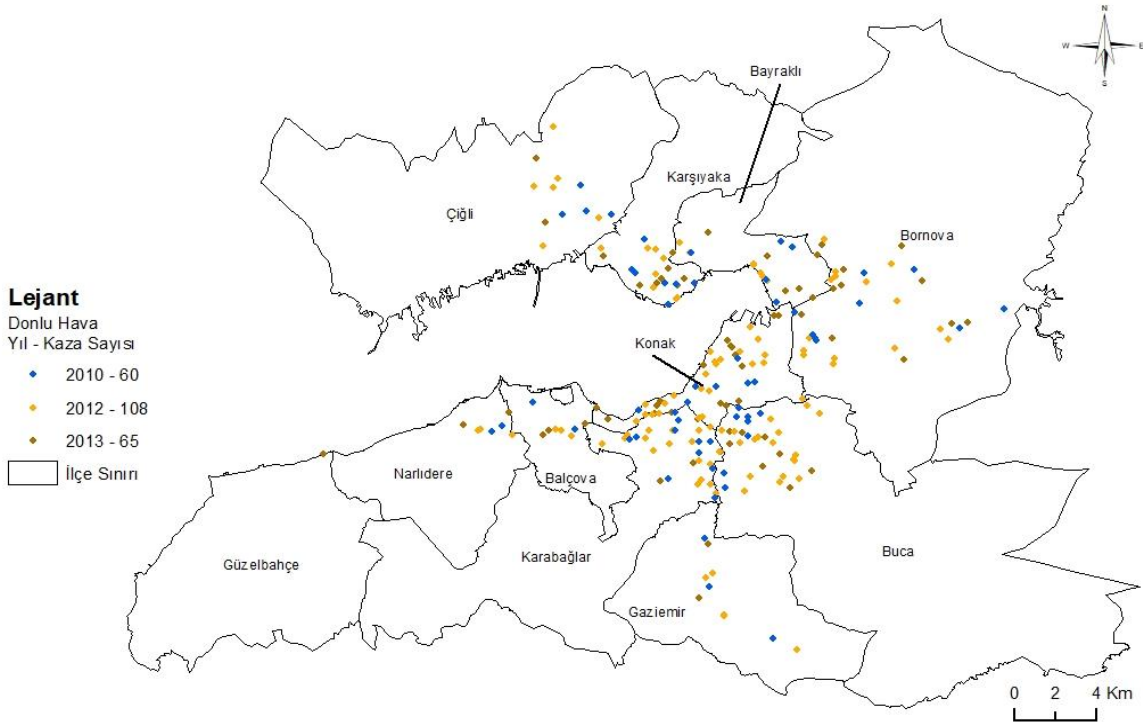 N
W E
S
Bayraklı
Karşıyaka
Çiğli
Bornova
Lejant
Donlu Hava
Yıl - Kaza Sayısı
2010 - 60
2012 - 108
2013 - 65
İlçe Sınırı
Konak
Narlıdere
Balçova
Güzelbahçe
Karabağlar
Buca
Gaziemir
0 2 4 Km